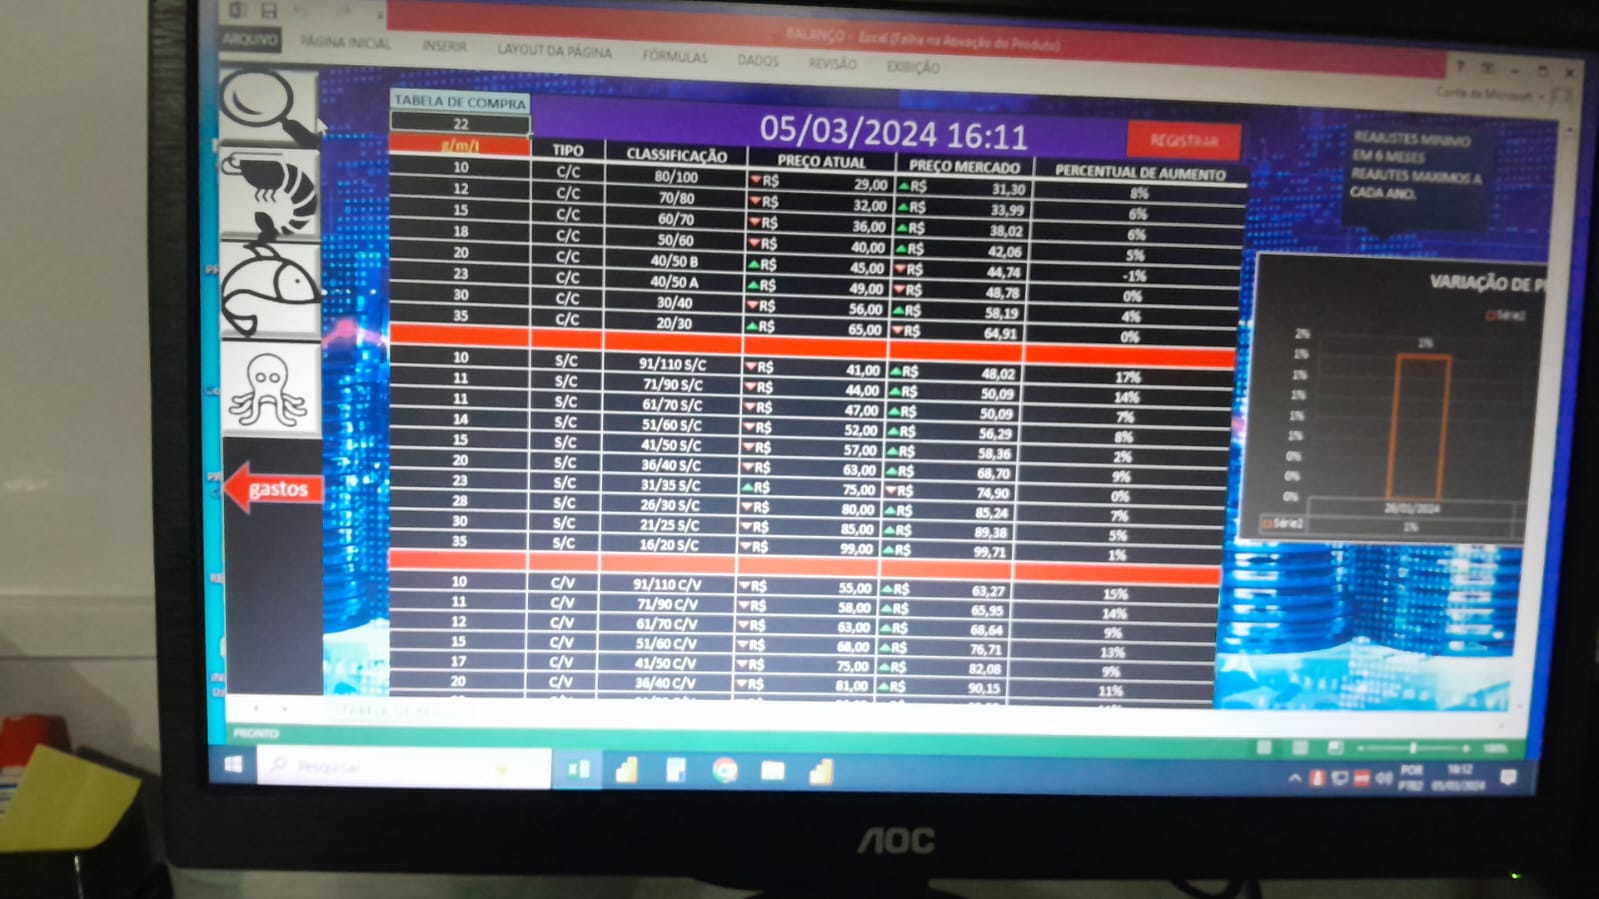 BALANÇO - Excel (Falha na Ativação do Produto)
ARQUIVO PÁGINA INICIAL INSERIR LAYOUT DA PÁGINA FÓRMULAS DADOS REVISÃO EXIBIÇÃO
Conta da Microsoft
TABELA DE COMPRA
22
05/03/2024 16:11
REGISTRAR
REAJUSTES MINIMO
EM 6 MESES
REAJUTES MAXIMOS A
CADA ANO.
g/m/l TIPO CLASSIFICAÇÃO PREÇO ATUAL PREÇO MERCADO PERCENTUAL DE AUMENTO
10 C/C 80/100 R$ 29,00 R$ 31,30 8%
12 C/C 70/80 R$ 32,00 R$ 33,99 6%
15 C/C 60/70 R$ 36,00 R$ 38,02 6%
18 C/C 50/60 R$ 40,00 R$ 42,06 5%
20 C/C 40/50 B R$ 45,00 R$ 44,74 -1%
23 C/C 40/50 A R$ 49,00 R$ 48,78 0%
30 C/C 30/40 R$ 56,00 R$ 58,19 4%
35 C/C 20/30 R$ 65,00 R$ 64,91 0%
10 S/C 91/110 S/C R$ 41,00 R$ 48,02 17%
11 S/C 71/90 S/C R$ 44,00 R$ 50,09 14%
11 S/C 61/70 S/C R$ 47,00 R$ 50,09 7%
14 S/C 51/60 S/C R$ 52,00 R$ 56,29 8%
15 S/C 41/50 S/C R$ 57,00 R$ 58,36 2%
20 S/C 36/40 S/C R$ 63,00 R$ 68,70 9%
23 S/C 31/35 S/C R$ 75,00 R$ 74,90 0%
28 S/C 26/30 S/C R$ 80,00 R$ 85,24 7%
30 S/C 21/25 S/C R$ 85,00 R$ 89,38 5%
35 S/C 16/20 S/C R$ 99,00 R$ 99,71 1%
10 C/V 91/110 C/V R$ 55,00 R$ 63,27 15%
11 C/V 71/90 C/V R$ 58,00 R$ 65,95 14%
12 C/V 61/70 C/V R$ 63,00 R$ 68,64 9%
15 C/V 51/60 C/V R$ 68,00 R$ 76,71 13%
17 C/V 41/50 C/V R$ 75,00 R$ 82,08 9%
20 C/V 36/40 C/V R$ 81,00 R$ 90,15 11%
gastos
VARIAÇÃO DE P
Série2
1%
2%
1%
1%
1%
1%
1%
0%
0%
0%
26/01/2024
Série2 1%
PRONTO
100%
Pesquisar
POR
PTB2
16:12
05/03/2024
AOC